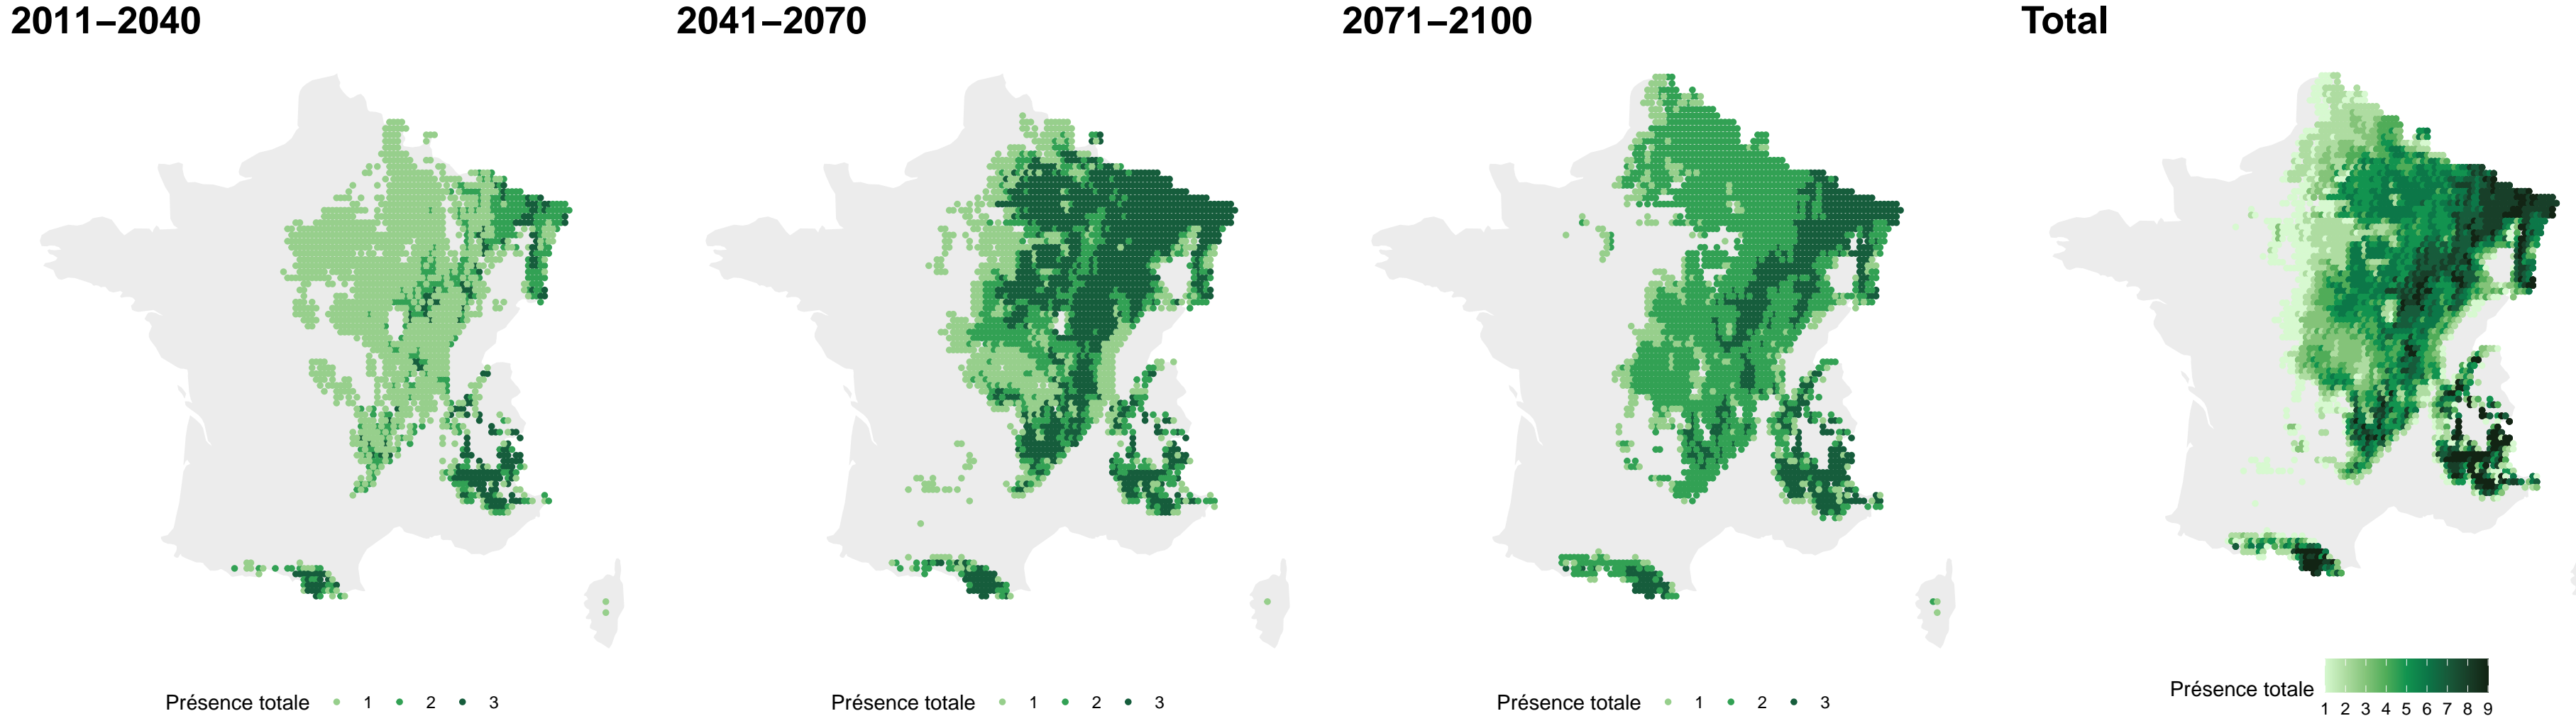 2011–2040
2041–2070
2071–2100
Total
Présence totale 1 2 3
Présence totale 1 2 3
Présence totale 1 2 3
Présence totale
1 2 3 4 5 6 7 8 9